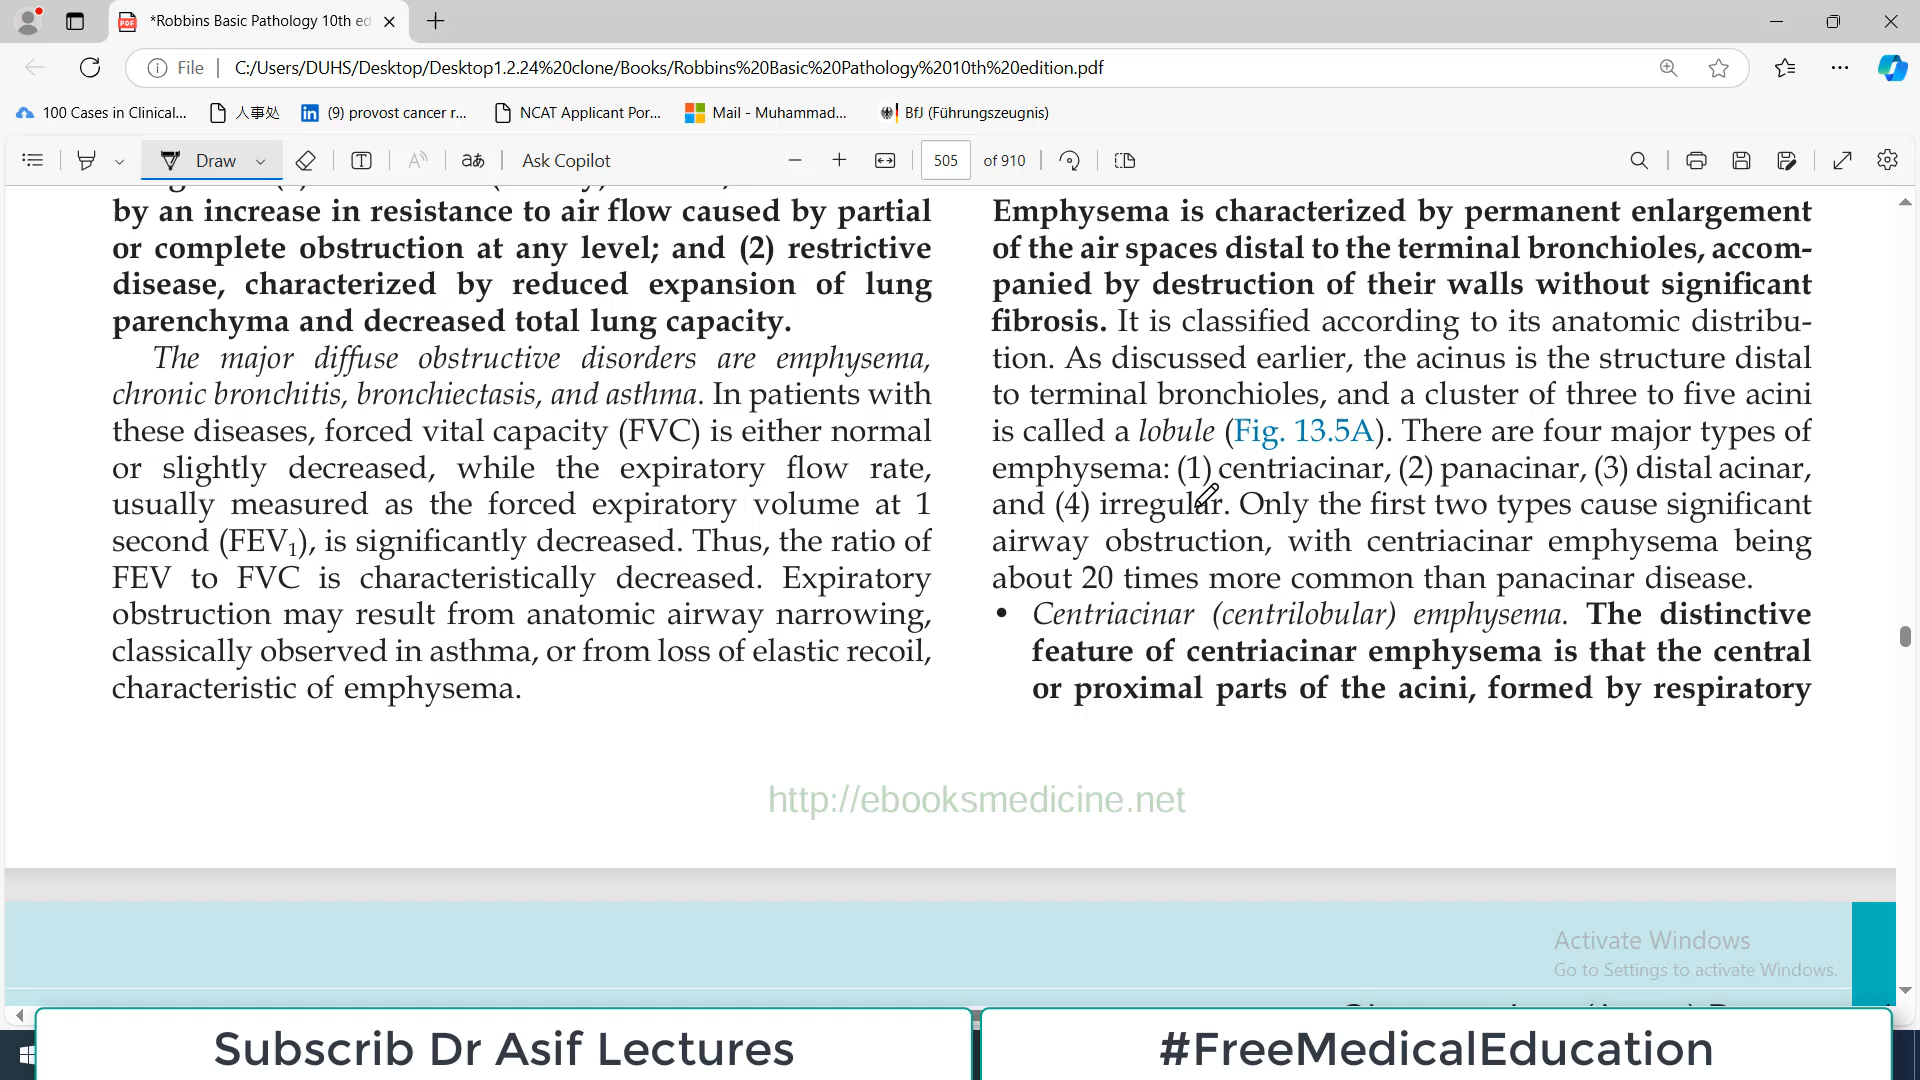 *Robbins Basic Pathology 10th ed
File
C:/Users/DUHS/Desktop/Desktop1.2.24%20clone/Books/Robbins%20Basic%20Pathology%2010th%20edition.pdf
100 Cases in Clinical...
人事处
(9) provost cancer r...
NCAT Applicant Por...
Mail - Muhammad...
BfJ (Führungszeugnis)
Draw
Ask Copilot
505
of 910
by an increase in resistance to air flow caused by partial
or complete obstruction at any level; and (2) restrictive
disease, characterized by reduced expansion of lung
parenchyma and decreased total lung capacity.
The major diffuse obstructive disorders are emphysema,
chronic bronchitis, bronchiectasis, and asthma. In patients with
these diseases, forced vital capacity (FVC) is either normal
or slightly decreased, while the expiratory flow rate,
usually measured as the forced expiratory volume at 1
second (FEV₁), is significantly decreased. Thus, the ratio of
FEV to FVC is characteristically decreased. Expiratory
obstruction may result from anatomic airway narrowing,
classically observed in asthma, or from loss of elastic recoil,
characteristic of emphysema.
Emphysema is characterized by permanent enlargement
of the air spaces distal to the terminal bronchioles, accom-
panied by destruction of their walls without significant
fibrosis. It is classified according to its anatomic distribu-
tion. As discussed earlier, the acinus is the structure distal
to terminal bronchioles, and a cluster of three to five acini
is called a lobule (Fig. 13.5A). There are four major types of
emphysema: (1) centriacinar, (2) panacinar, (3) distal acinar,
and (4) irregular. Only the first two types cause significant
airway obstruction, with centriacinar emphysema being
about 20 times more common than panacinar disease.
• Centriacinar (centrilobular) emphysema. The distinctive
feature of centriacinar emphysema is that the central
or proximal parts of the acini, formed by respiratory
http://ebooksmedicine.net
Activate Windows
Go to Settings to activate Windows.
Subscrib Dr Asif Lectures
#FreeMedicalEducation